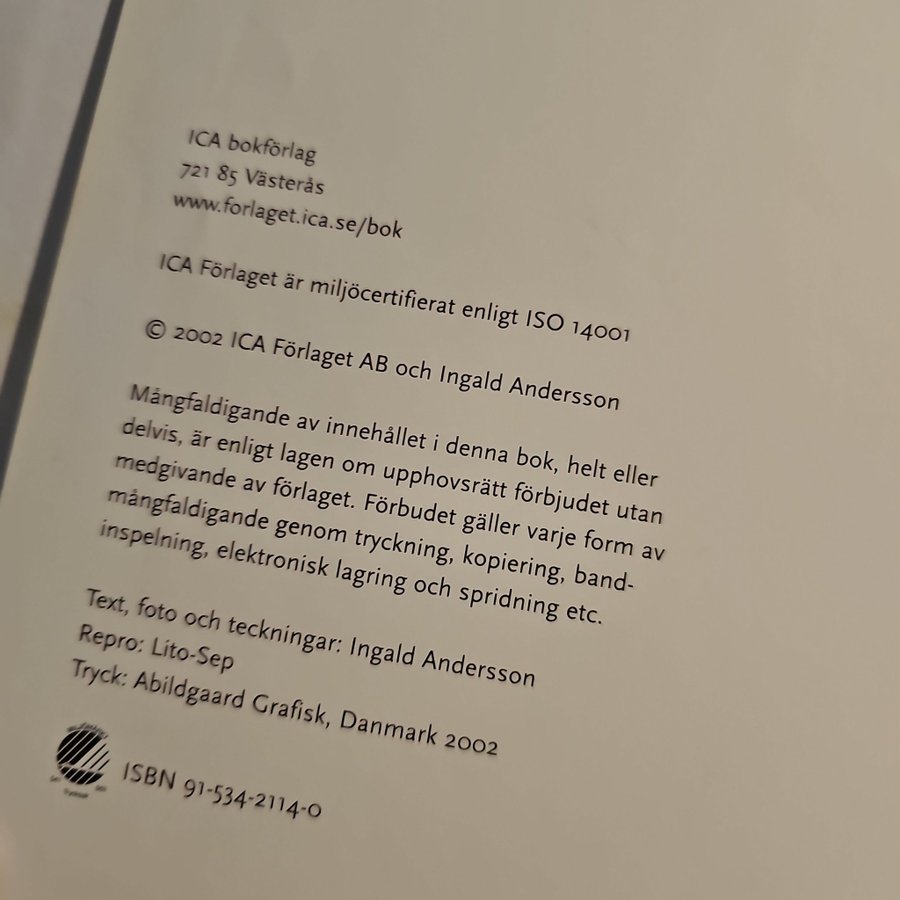 ICA bokförlag
721 85 Västerås
www.forlaget.ica.se/bok
ICA Förlaget är miljöcertifierat enligt ISO 14001
© 2002 ICA Förlaget AB och Ingald Andersson
Mångfaldigande av innehållet i denna bok, helt eller
delvis, är enligt lagen om upphovsrätt förbjudet utan
medgivande av förlaget. Förbudet gäller varje form av
mångfaldigande genom tryckning, kopiering, band-
inspelning, elektronisk lagring och spridning etc.
Text, foto och teckningar: Ingald Andersson
Repro: Lito-Sep
Tryck: Abildgaard Grafisk, Danmark 2002
ISBN 91-534-2114-0